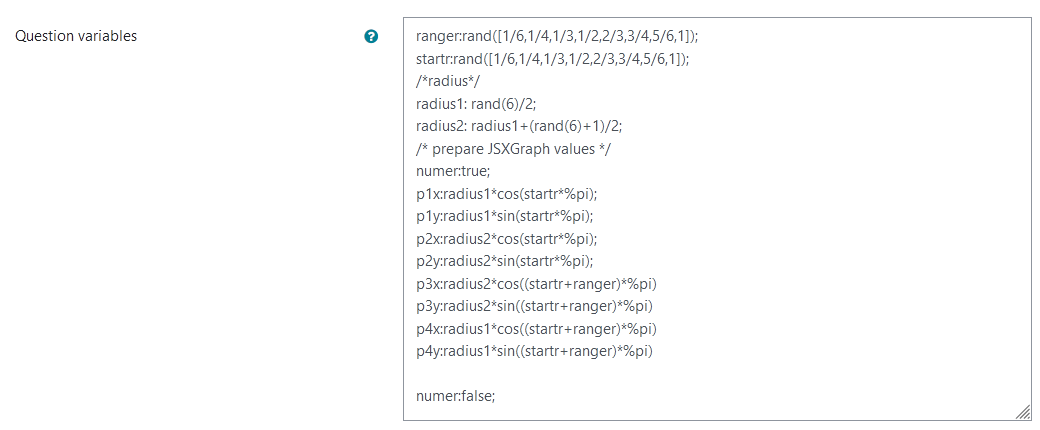 Question variables
?
ranger:rand([1/6,1/4,1/3,1/2,2/3,3/4,5/6,1]);
startr:rand([1/6,1/4,1/3,1/2,2/3,3/4,5/6,1]);
/*radius*/
radius1: rand(6)/2;
radius2: radius1+(rand(6)+1)/2;
/* prepare JSXGraph values */
numer:true;
p1x:radius1*cos(startr*%pi);
p1y:radius1*sin(startr*%pi);
p2x:radius2*cos(startr*%pi);
p2y:radius2*sin(startr*%pi);
p3x:radius2*cos((startr+ranger)*%pi)
p3y:radius2*sin((startr+ranger)*%pi)
p4x:radius1*cos((startr+ranger)*%pi)
p4y:radius1*sin((startr+ranger)*%pi)
numer:false;